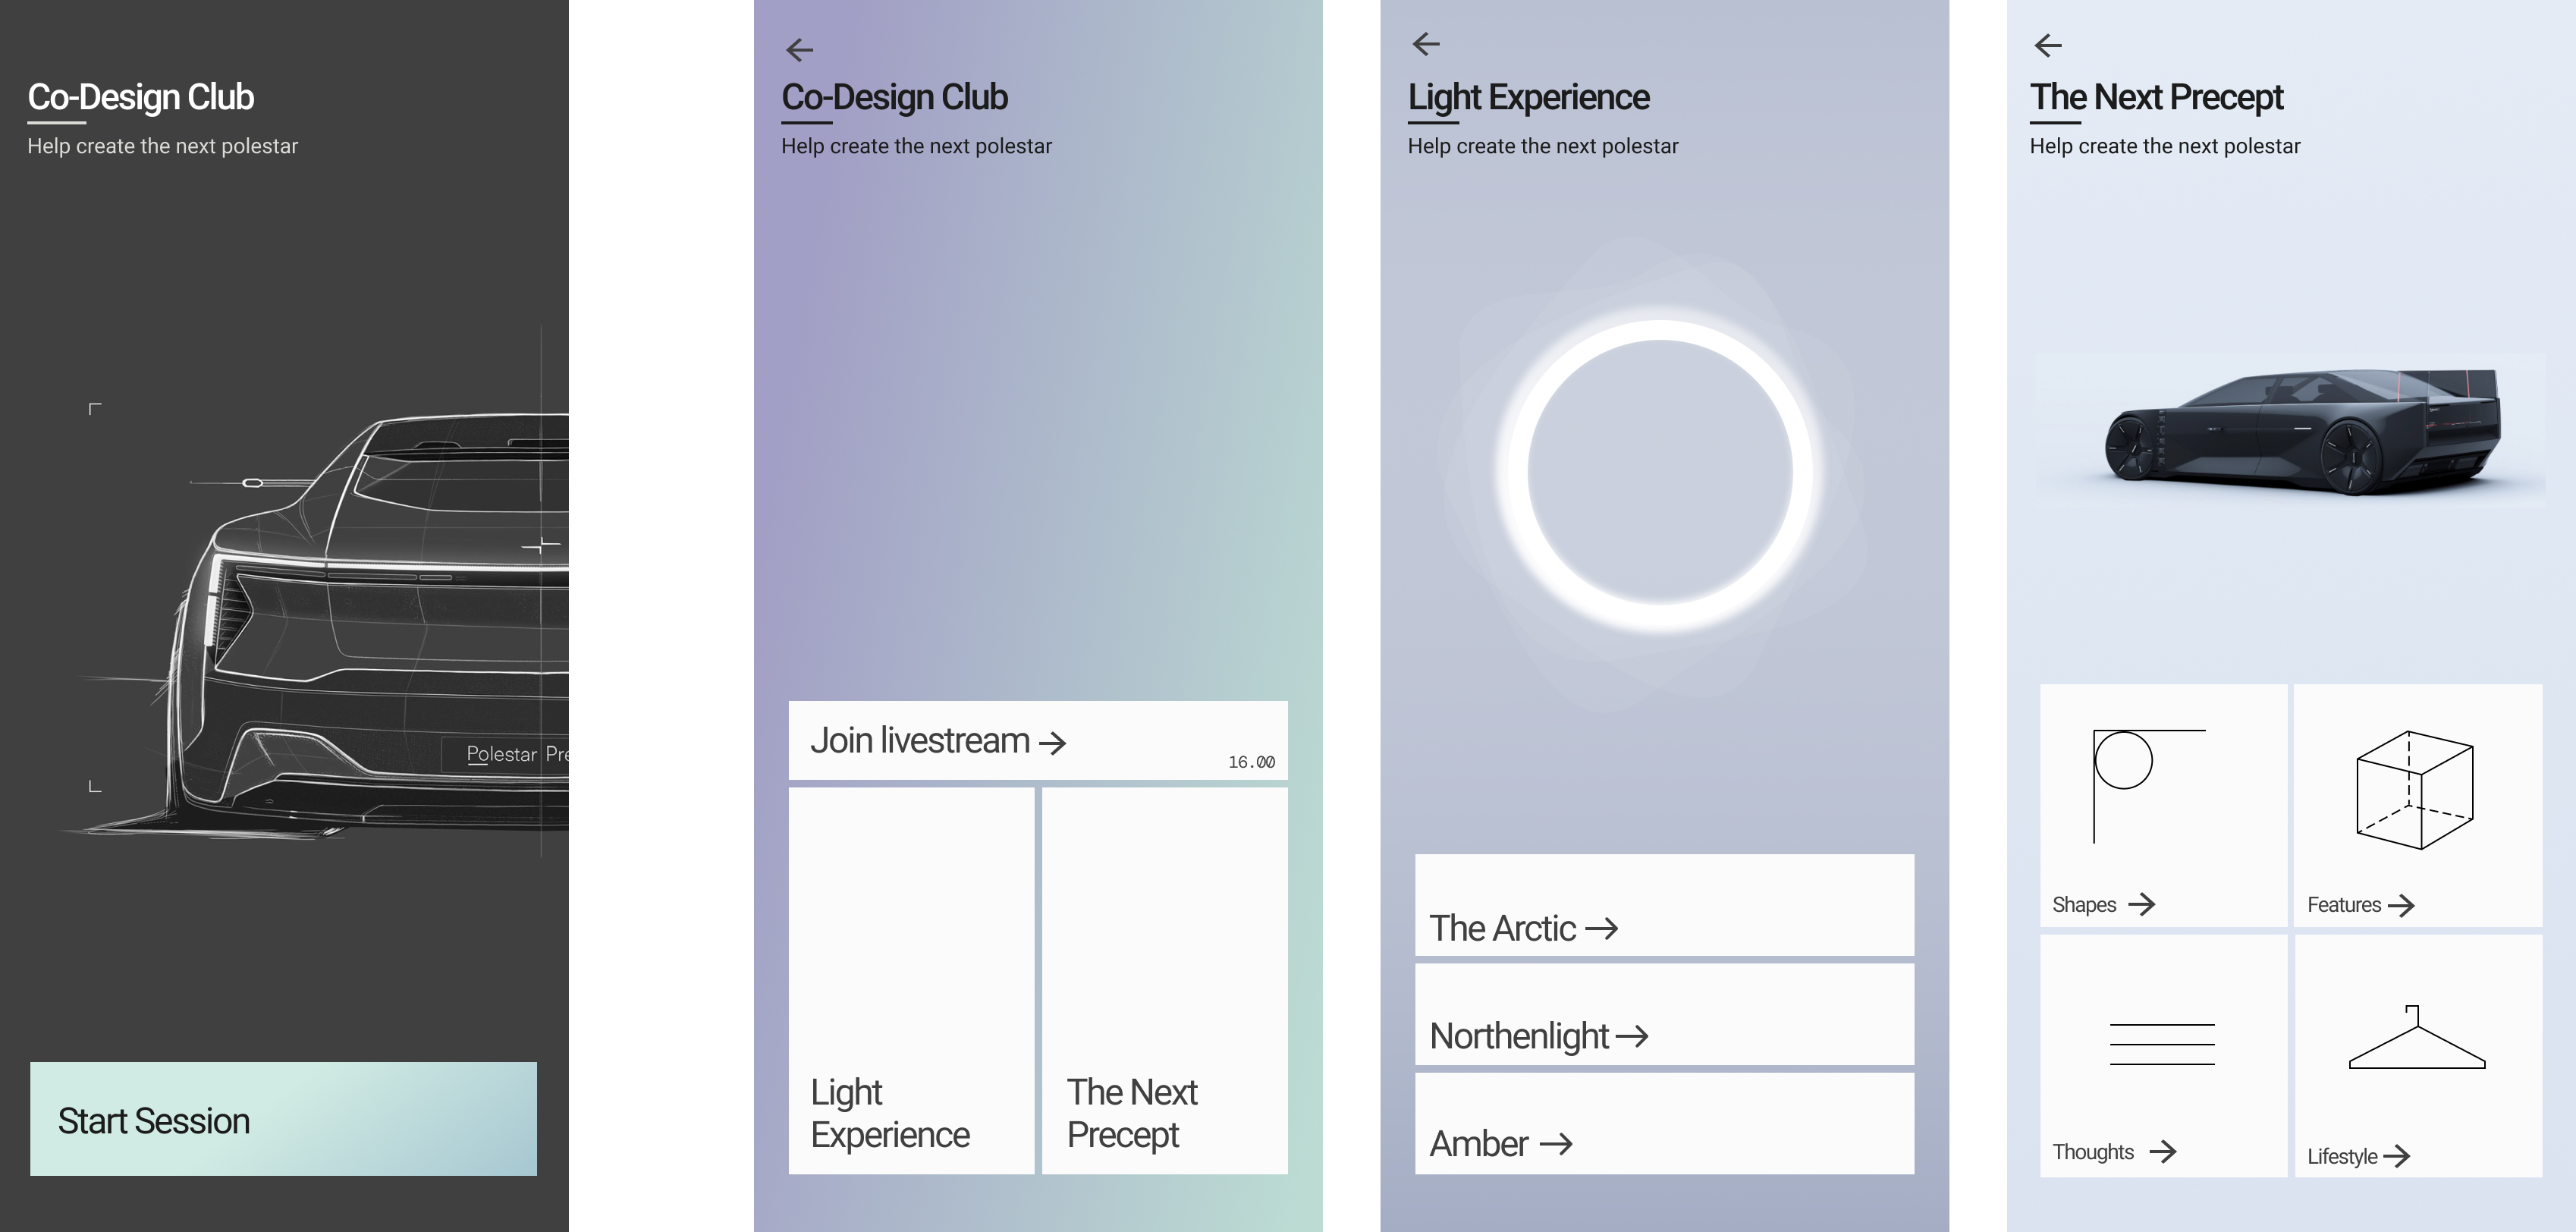 Co-Design Club
Help create the next polestar
Polestar Pre
Start Session
Co-Design Club
Help create the next polestar
Join livestream
16.00
Light
Experience
The Next
Precept
Light Experience
Help create the next polestar
The Arctic
Northenlight
Amber
The Next Precept
Help create the next polestar
Shapes
Features
Thoughts
Lifestyle